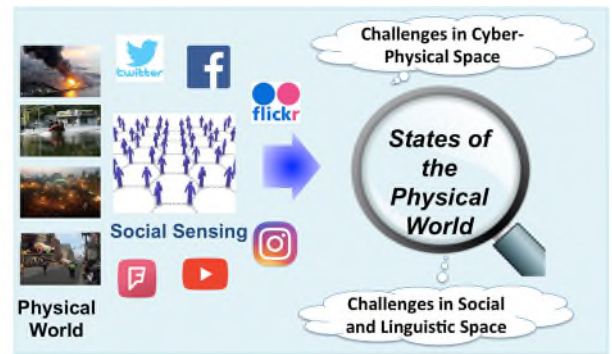 twitter
flickr
Social Sensing
Physical
World
Challenges in Cyber-
Physical Space
States of
the
Physical
World
Challenges in Social
and Linguistic Space